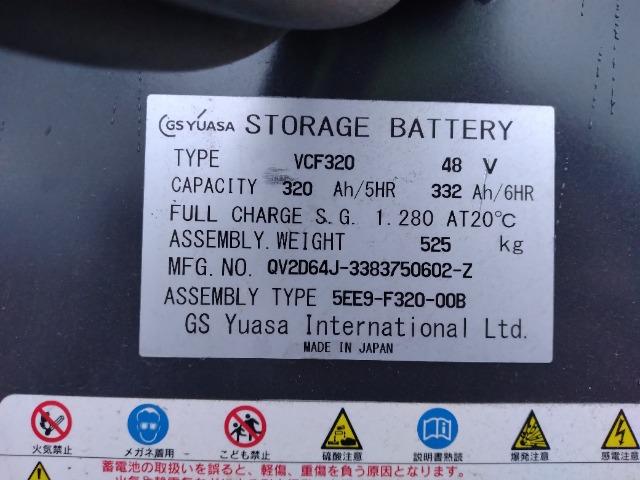 GS YUASA STORAGE BATTERY
TYPE VCF320 48 V
CAPACITY 320 Ah/5HR 332 Ah/6HR
FULL CHARGE S.G. 1.280 AT20℃
ASSEMBLY.WEIGHT 525 kg
MFG.NO. QV2D64J-3383750602-Z
ASSEMBLY TYPE 5EE9-F320-00B
GS Yuasa International Ltd.
MADE IN JAPAN
火気禁止 メガネ着用 こども禁止 硫酸注意 説明書熟読 爆発注意 感電注意
蓄電池の取扱いを誤ると、軽傷、重傷を負う原因となります。